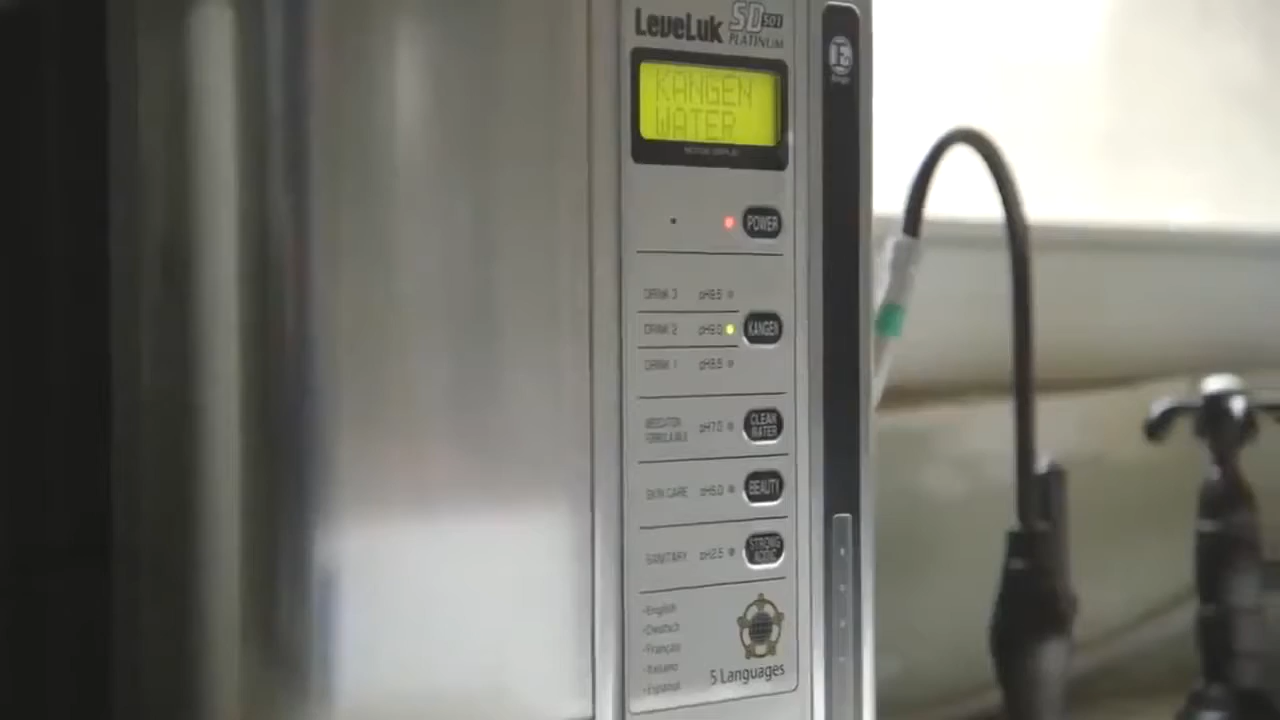 LeveLuk SD 501
PLATINUM
KANGEN
WATER
POWER
DRINK 3 pH9.5
DRINK 2 pH9.0 KANGEN
DRINK 1 pH8.5
pH7.0 CLEAN
WATER
SKIN CARE pH6.0 BEAUTY
SANITARY pH2.5 STRONG
ACIDIC
-English
-Deutsch
-Français
-Italiano
-Español
5 Languages